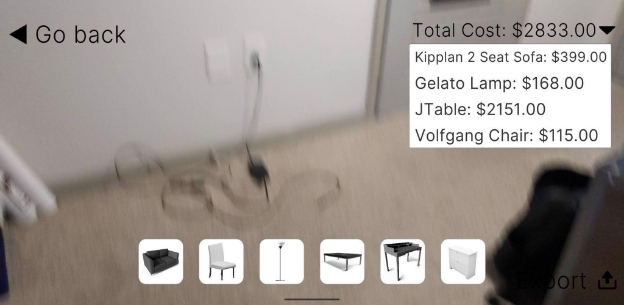 Go back
Total Cost: $2833.00
Kipplan 2 Seat Sofa: $399.00
Gelato Lamp: $168.00
JTable: $2151.00
Volfgang Chair: $115.00
Export